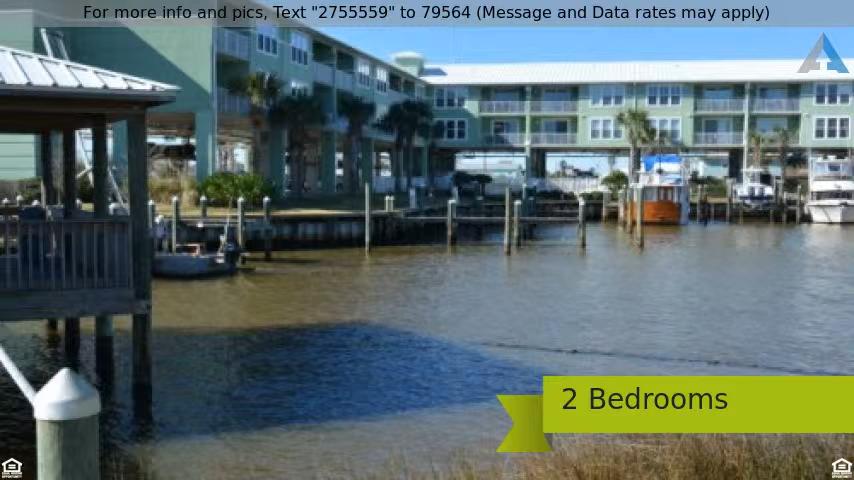 For more info and pics, Text "2755559" to 79564 (Message and Data rates may apply)
2 Bedrooms